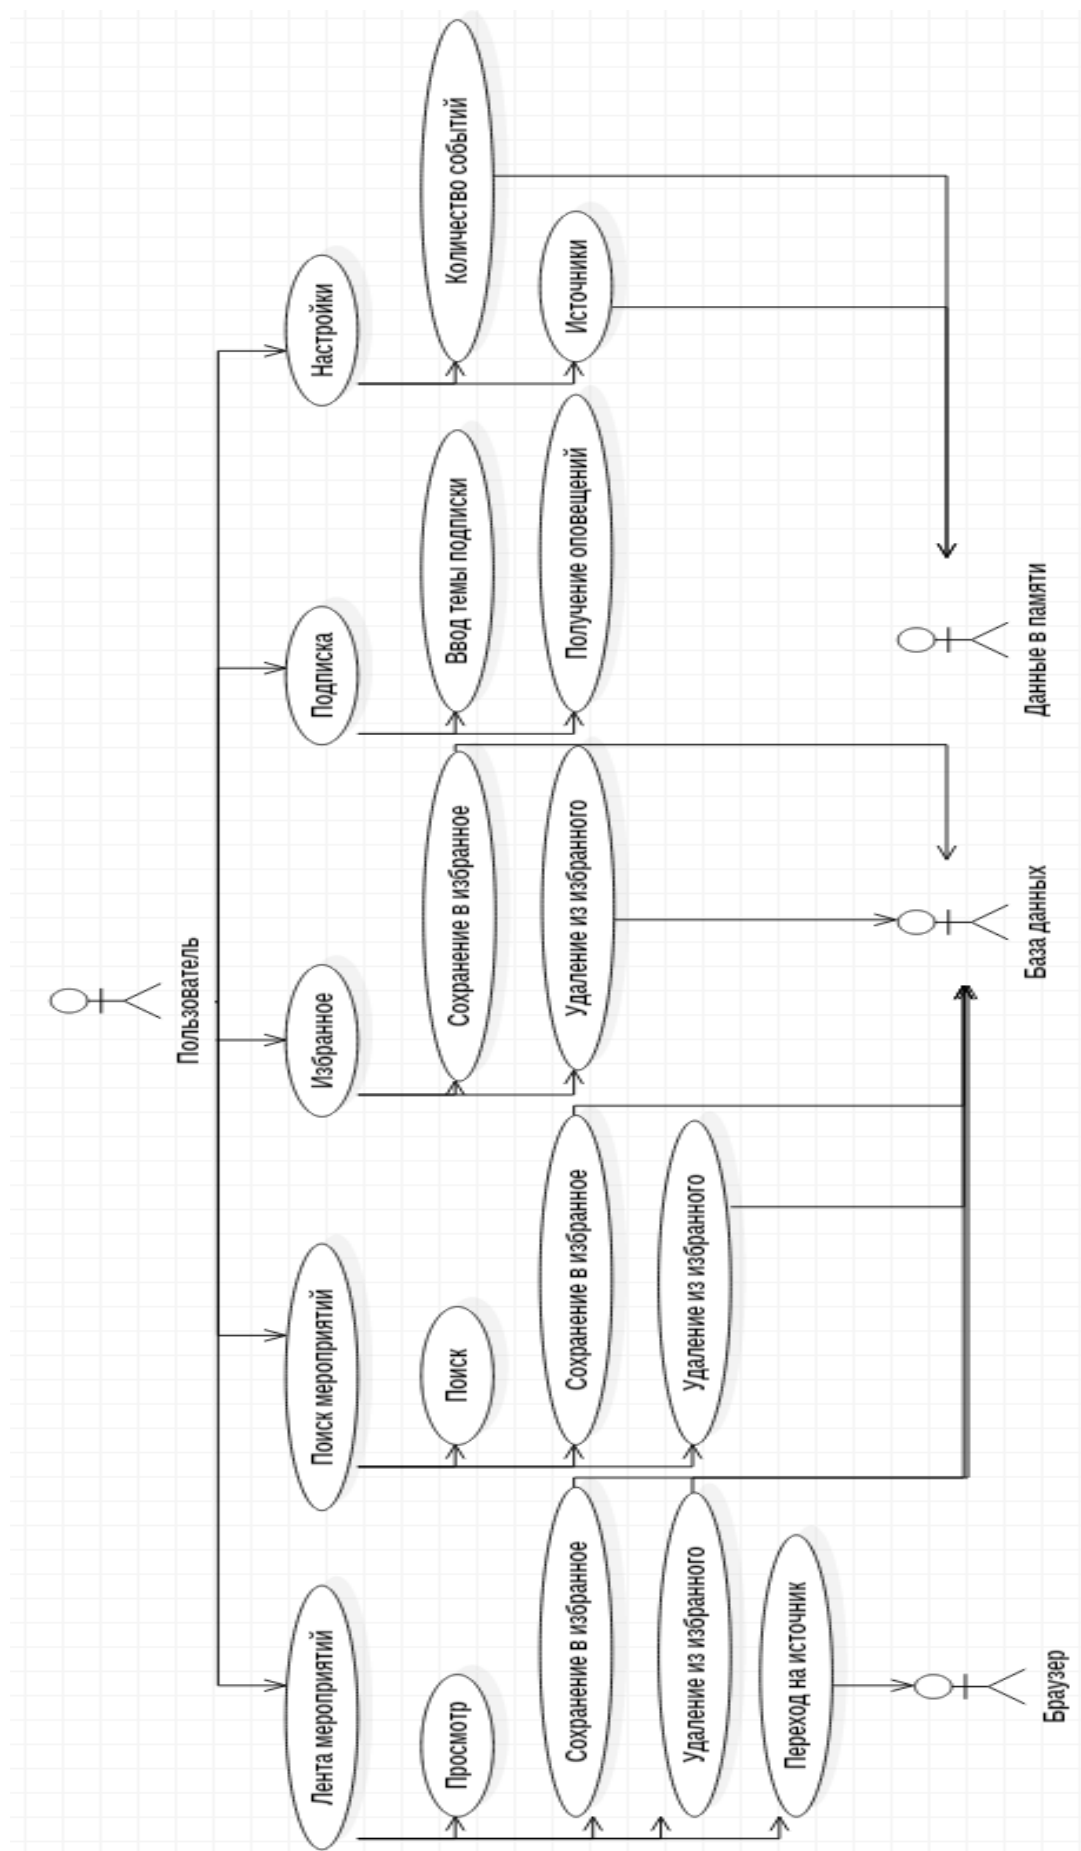 Пользователь
Лента мероприятий
Поиск мероприятий
Избранное
Подписка
Настройки
Просмотр
Поиск
Сохранение в избранное
Ввод темы подписки
Количество событий
Сохранение в избранное
Сохранение в избранное
Удаление из избранного
Получение оповещений
Источники
Удаление из избранного
Удаление из избранного
Переход на источник
Браузер
База данных
Данные в памяти